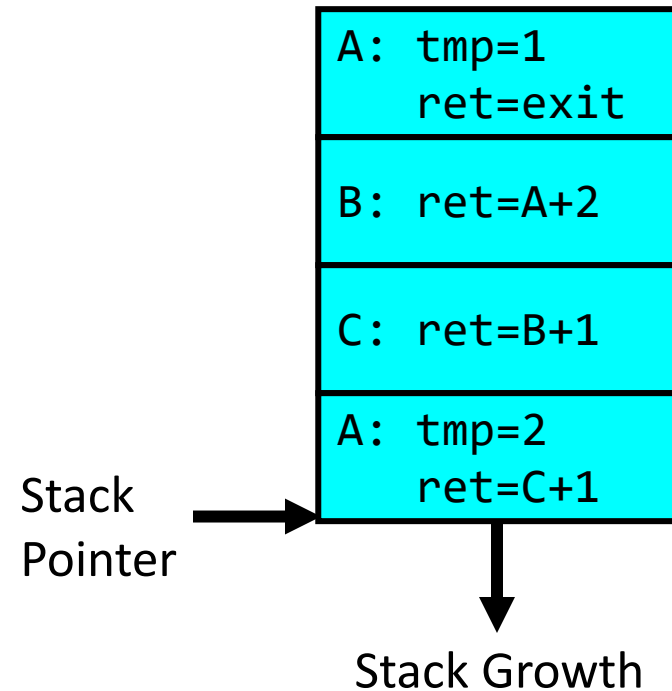 A: tmp=1
ret=exit
B: ret=A+2
C: ret=B+1
A: tmp=2
ret=C+1
Stack
Pointer
Stack Growth